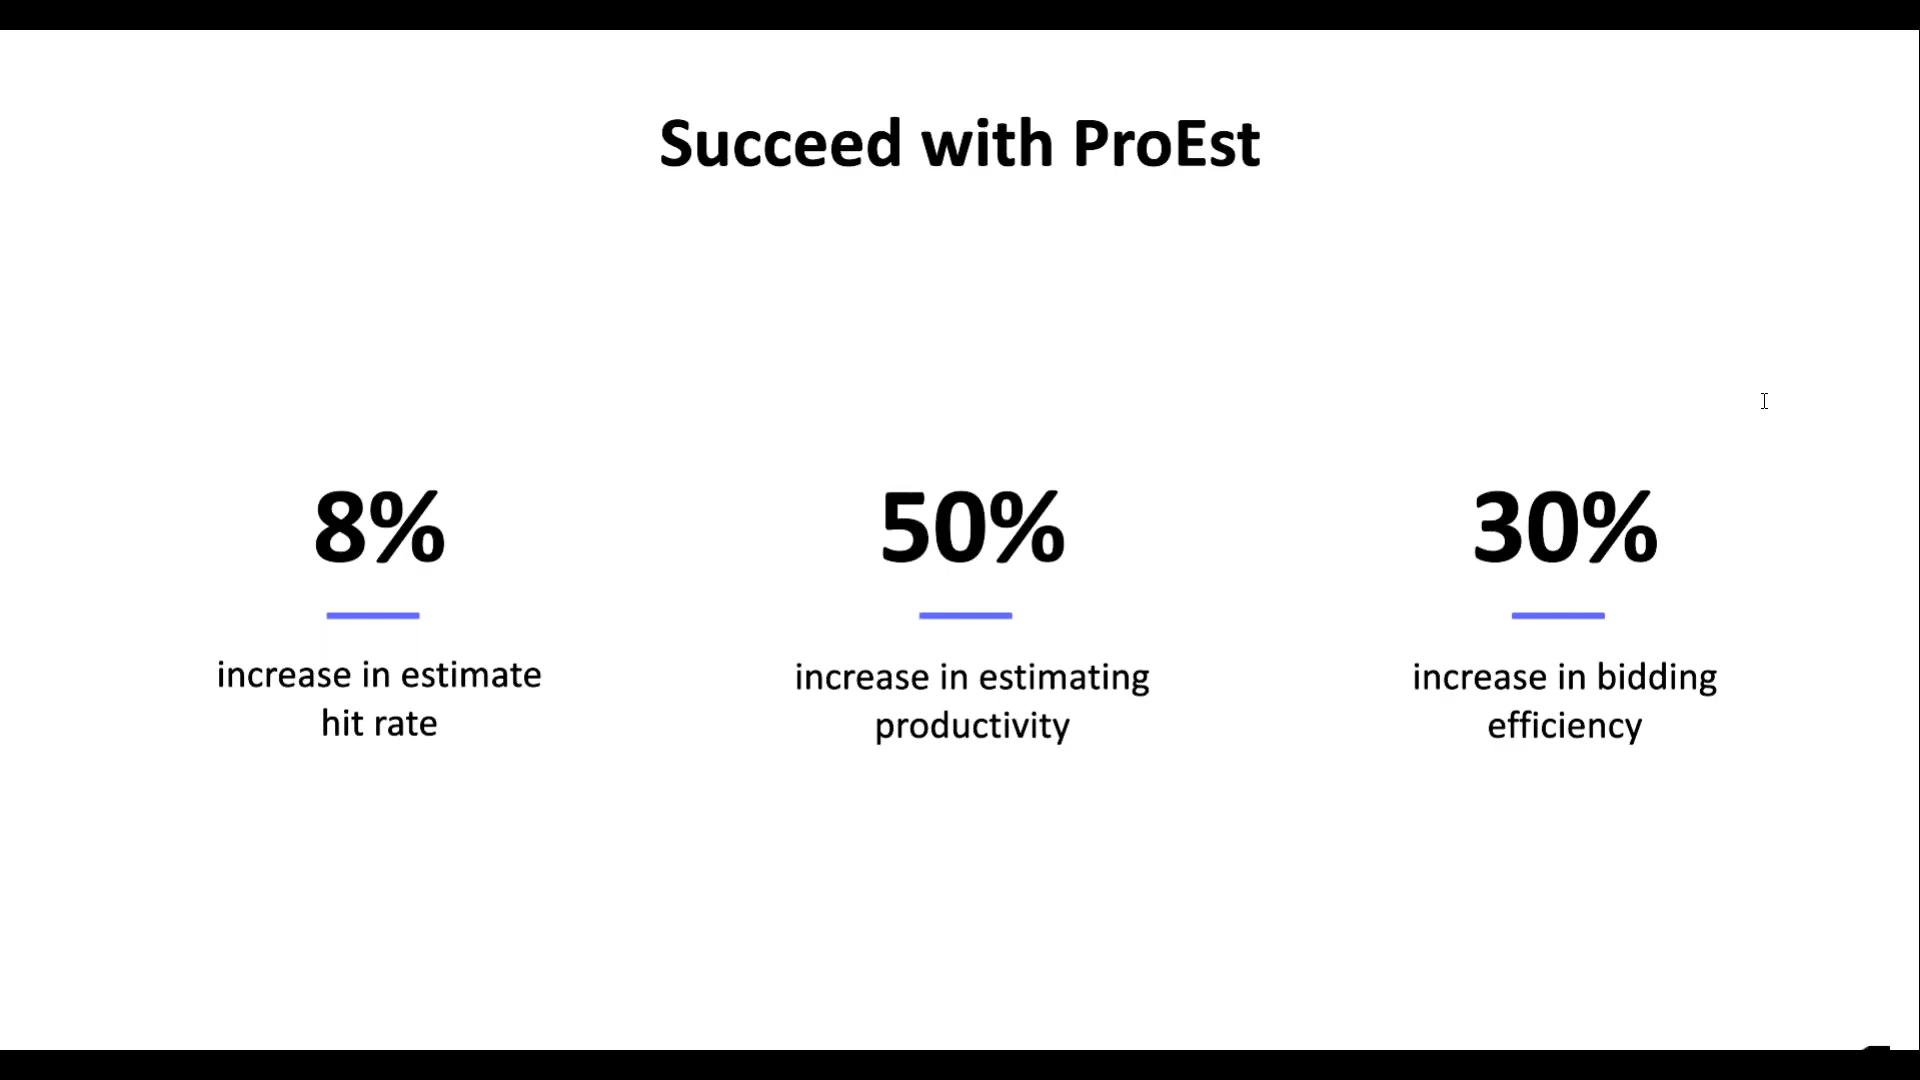 Succeed with ProEst
8%
increase in estimate
hit rate
50%
increase in estimating
productivity
30%
increase in bidding
efficiency